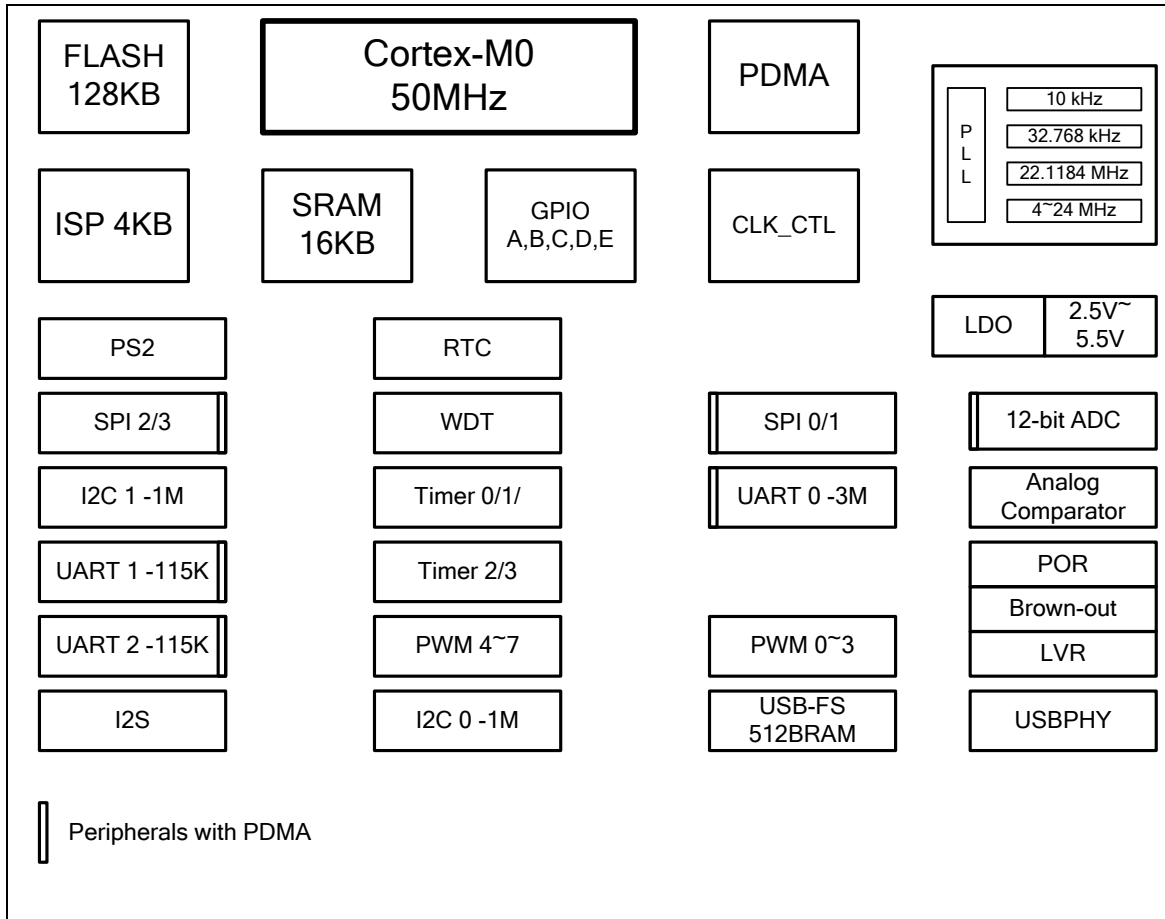 FLASH
128KB
Cortex-M0
50MHz
PDMA
P
L
L
10 kHz
32.768 kHz
22.1184 MHz
4~24 MHz
ISP 4KB
SRAM
16KB
GPIO
A,B,C,D,E
CLK_CTL
LDO
2.5V~
5.5V
PS2
RTC
SPI 2/3
WDT
SPI 0/1
12-bit ADC
I2C 1 -1M
Timer 0/1/
UART 0 -3M
Analog
Comparator
UART 1 -115K
Timer 2/3
POR
Brown-out
UART 2 -115K
PWM 4~7
PWM 0~3
LVR
I2S
I2C 0 -1M
USB-FS
512BRAM
USBPHY
Peripherals with PDMA